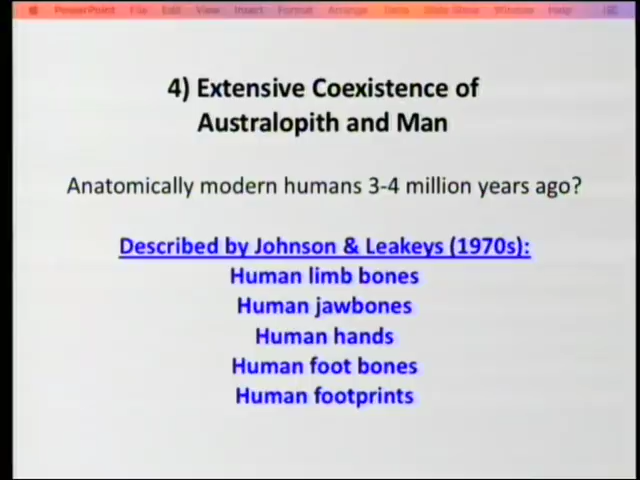 PowerPoint File Edit View Insert Format Arrange Tools Slide Show Window Help
4) Extensive Coexistence of
Australopith and Man
Anatomically modern humans 3-4 million years ago?
Described by Johnson & Leakeys (1970s):
Human limb bones
Human jawbones
Human hands
Human foot bones
Human footprints